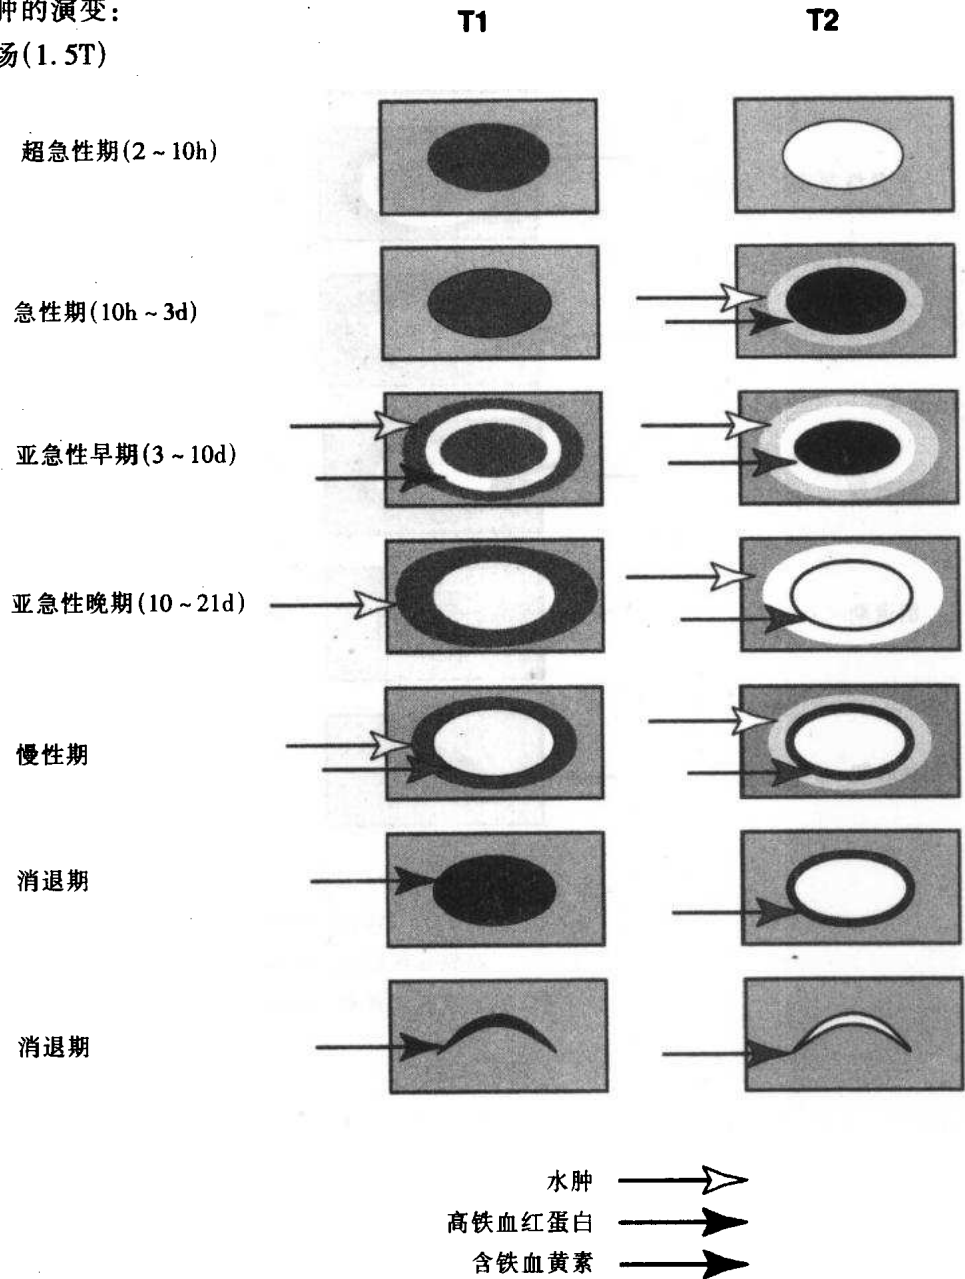 肿的演变:
场(1.5T)
T1 T2
超急性期(2~10h)
急性期(10h~3d)
亚急性早期(3~10d)
亚急性晚期(10~21d)
慢性期
消退期
消退期
水肿
高铁血红蛋白
含铁血黄素